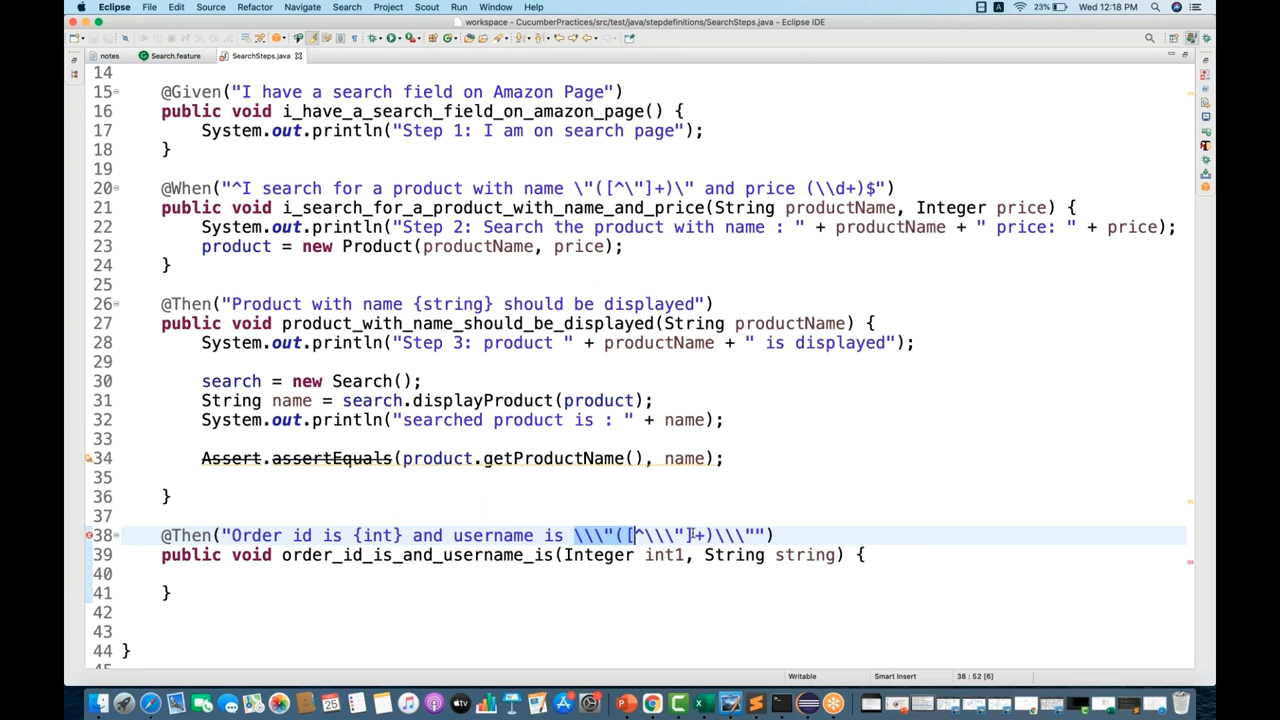 Eclipse File Edit Source Refactor Navigate Search Project Scout Run Window Help 23% Wed 12:18 PM
workspace - CucumberPractices/src/test/java/stepdefinitions/SearchSteps.java - Eclipse IDE
notes Search.feature SearchSteps.java
14
15 @Given("I have a search field on Amazon Page")
16 public void i_have_a_search_field_on_amazon_page() {
17 System.out.println("Step 1: I am on search page");
18 }
19
20 @When("^I search for a product with name \"([^\"]+)\" and price (\\d+)$")
21 public void i_search_for_a_product_with_name_and_price(String productName, Integer price) {
22 System.out.println("Step 2: Search the product with name : " + productName + " price: " + price);
23 product = new Product(productName, price);
24 }
25
26 @Then("Product with name {string} should be displayed")
27 public void product_with_name_should_be_displayed(String productName) {
28 System.out.println("Step 3: product " + productName + " is displayed");
29
30 search = new Search();
31 String name = search.displayProduct(product);
32 System.out.println("searched product is : " + name);
33
34 Assert.assertEquals(product.getProductName(), name);
35
36 }
37
38 @Then("Order id is {int} and username is \\\"([^\\\"]+)\\\"")
39 public void order_id_is_and_username_is(Integer int1, String string) {
40
41 }
42
43
44 }
Writable Smart Insert 38 : 52 [6]